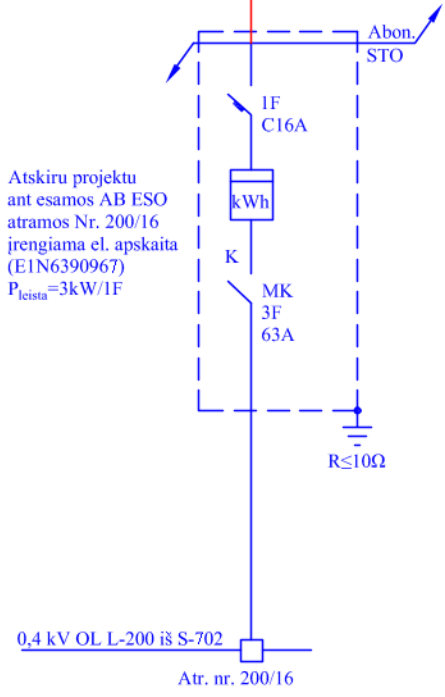 Abon.
STO
1F
C16A
Atskiru projektu
ant esamos AB ESO
atramos Nr. 200/16
įrengiama el. apskaita
(E1N6390967)
Pleista=3kW/1F
kWh
K
MK
3F
63A
R≤10Ω
0,4 kV OL L-200 iš S-702
Atr. nr. 200/16